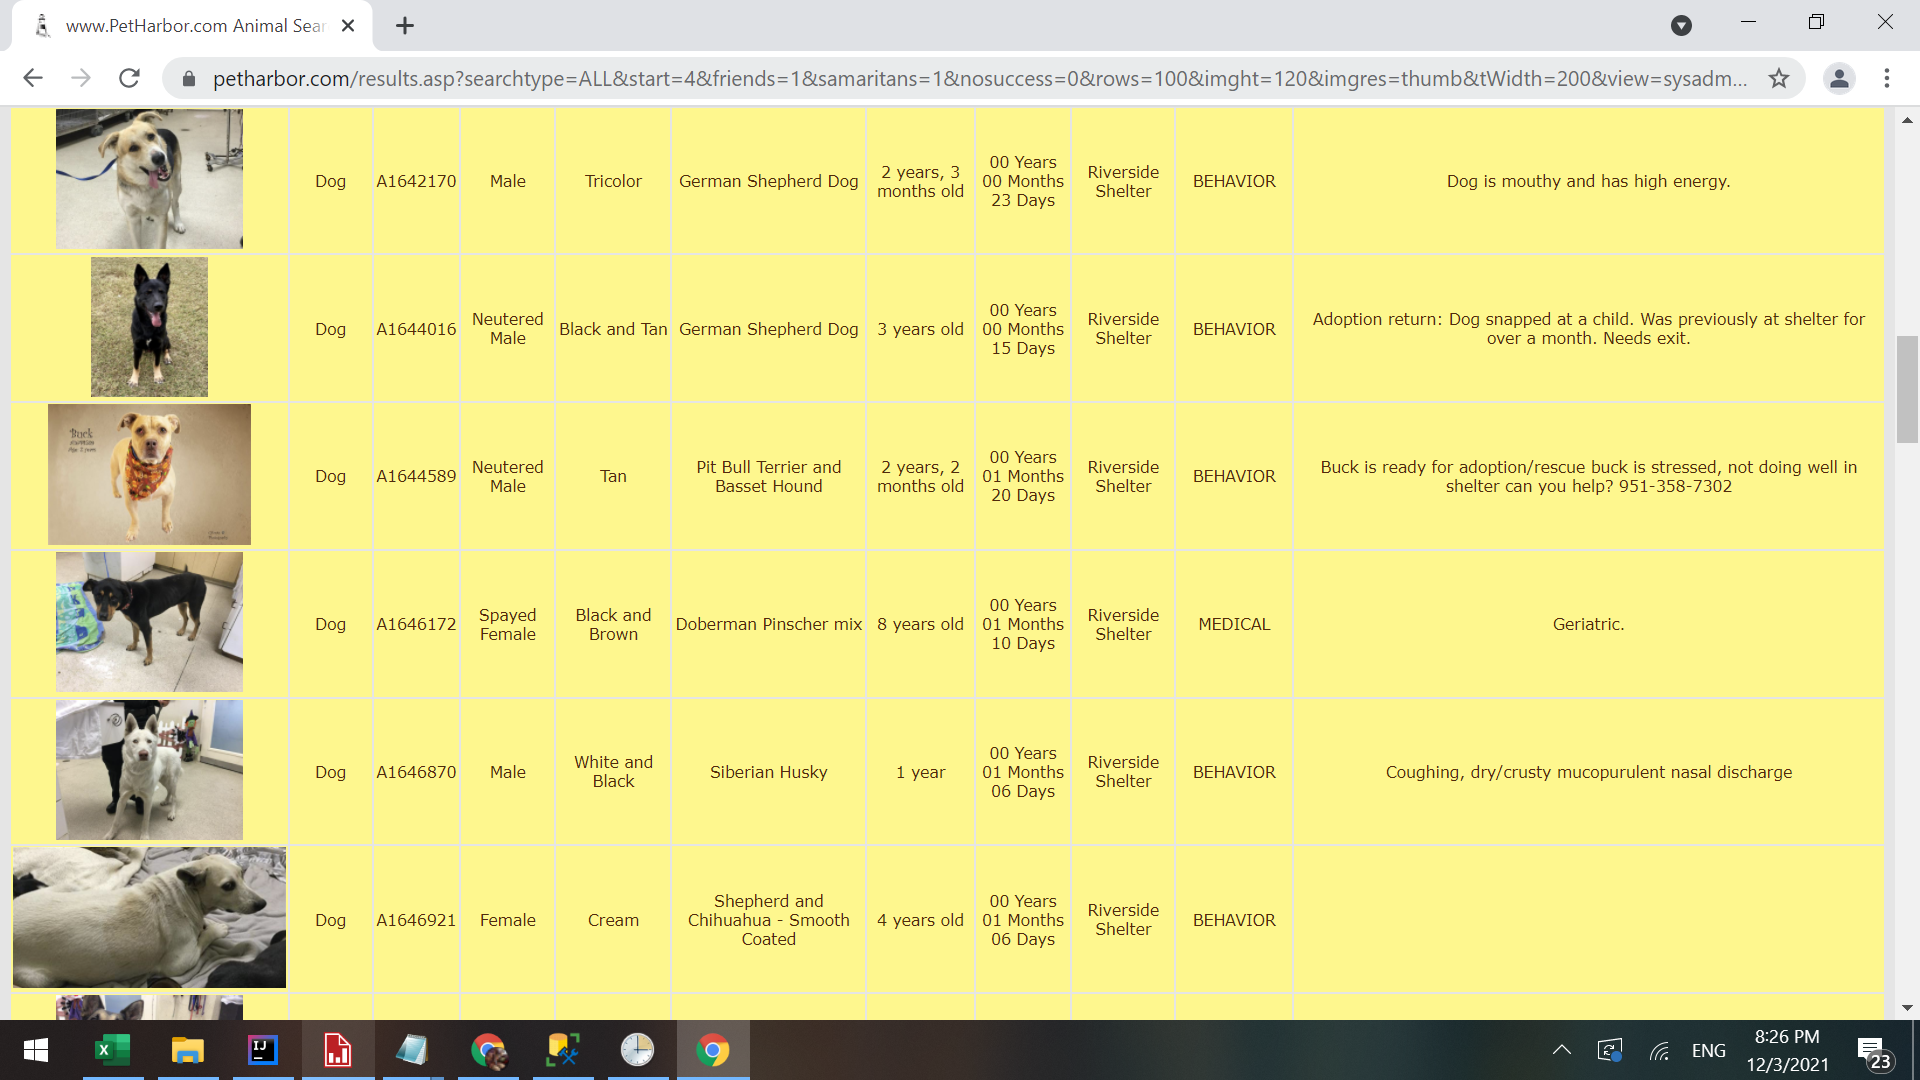 www.PetHarbor.com Animal Sear
petharbor.com/results.asp?searchtype=ALL&start=4&friends=1&samaritans=1&nosuccess=0&rows=100&imght=120&imgres=thumb&tWidth=200&view=sysadm...
Dog
A1642170
Male
Tricolor
German Shepherd Dog
2 years, 3
months old
00 Years
00 Months
23 Days
Riverside
Shelter
BEHAVIOR
Dog is mouthy and has high energy.
Dog
A1644016
Neutered
Male
Black and Tan
German Shepherd Dog
3 years old
00 Years
00 Months
15 Days
Riverside
Shelter
BEHAVIOR
Adoption return: Dog snapped at a child. Was previously at shelter for
over a month. Needs exit.
Buck
Dog
A1644589
Neutered
Male
Tan
Pit Bull Terrier and
Basset Hound
2 years, 2
months old
00 Years
01 Months
20 Days
Riverside
Shelter
BEHAVIOR
Buck is ready for adoption/rescue buck is stressed, not doing well in
shelter can you help? 951-358-7302
Dog
A1646172
Spayed
Female
Black and
Brown
Doberman Pinscher mix
8 years old
00 Years
01 Months
10 Days
Riverside
Shelter
MEDICAL
Geriatric.
Dog
A1646870
Male
White and
Black
Siberian Husky
1 year
00 Years
01 Months
06 Days
Riverside
Shelter
BEHAVIOR
Coughing, dry/crusty mucopurulent nasal discharge
Dog
A1646921
Female
Cream
Shepherd and
Chihuahua - Smooth
Coated
4 years old
00 Years
01 Months
06 Days
Riverside
Shelter
BEHAVIOR
IJ
ENG
8:26 PM
12/3/2021
23